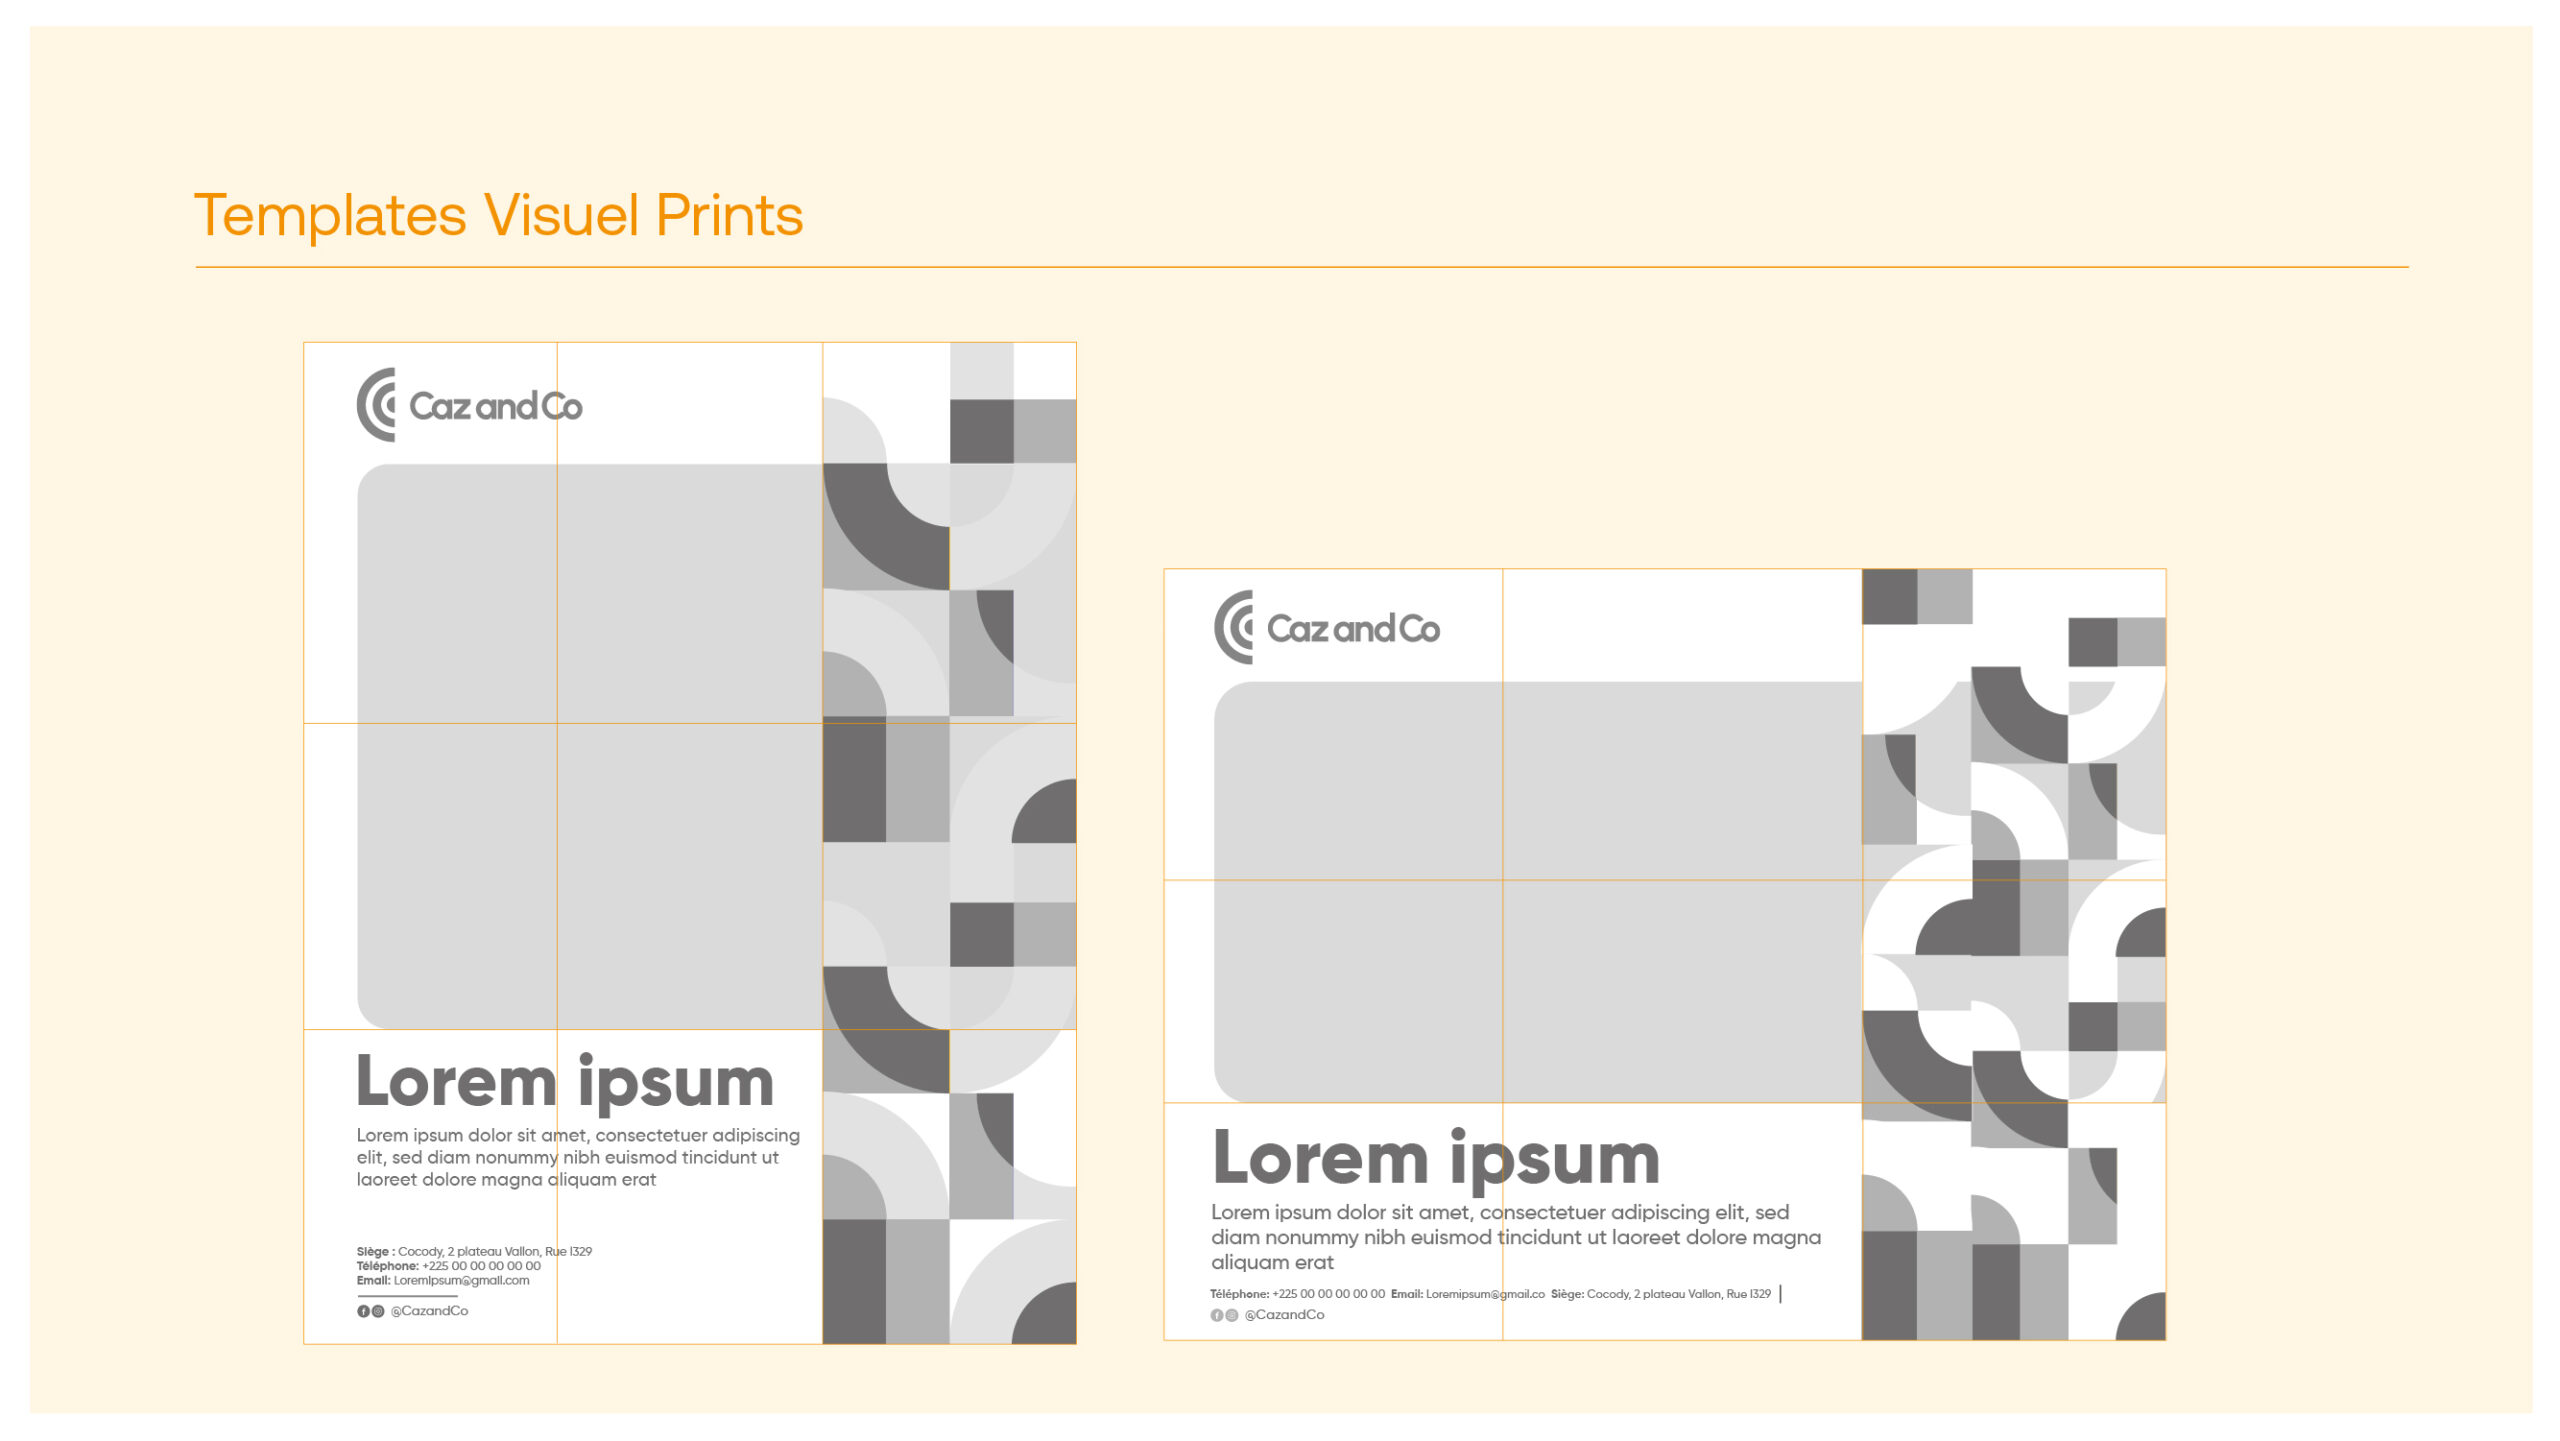 Templates Visuel Prints
Caz and Co
Lorem ipsum
Lorem ipsum dolor sit amet, consectetuer adipiscing
elit, sed diam nonummy nibh euismod tincidunt ut
laoreet dolore magna aliquam erat
Siège : Cocody, 2 plateau Vallon, Rue I329
Téléphone: +225 00 00 00 00 00
Email: Loremipsum@gmail.com
@CazandCo
Caz and Co
Lorem ipsum
Lorem ipsum dolor sit amet, consectetuer adipiscing elit, sed
diam nonummy nibh euismod tincidunt ut laoreet dolore magna
aliquam erat
Téléphone: +225 00 00 00 00 00 Email: Loremipsum@gmail.co Siège: Cocody, 2 plateau Vallon, Rue I329
@CazandCo